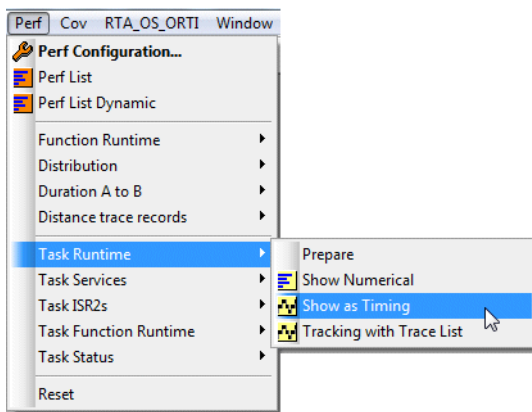 Perf Cov RTA_OS_ORTI Window
Perf Configuration...
Perf List
Perf List Dynamic
Function Runtime
Distribution
Duration A to B
Distance trace records
Task Runtime
Prepare
Task Services
Show Numerical
Task ISR2s
Show as Timing
Task Function Runtime
Tracking with Trace List
Task Status
Reset